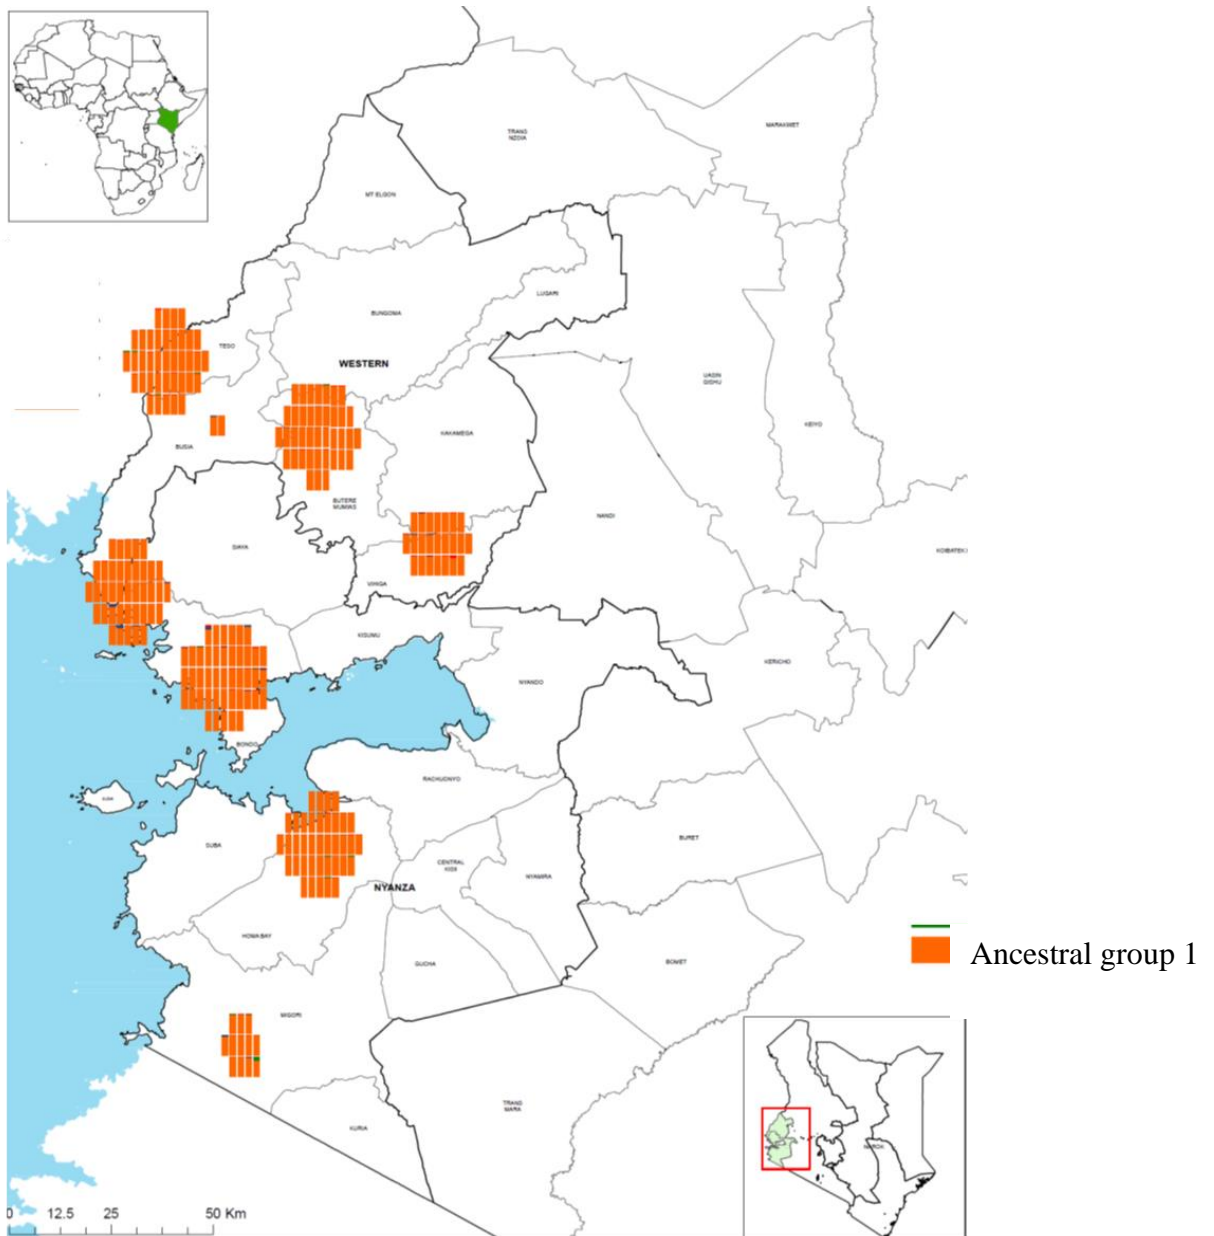 TRANS
NZOIA
MARAKWET
MT ELGON
LUGARI
BUNGOMA
TESO
WESTERN
UASIN
GISHU
KEIYO
KAKAMEGA
BUSIA
BUTERE
MUMIAS
NANDI
SIAYA
KOIBATEK
VIHIGA
KISUMU
KERICHO
NYANDO
BONDO
RACHUONYO
SUBA
SUBA
BURET
CENTRAL
KISII
NYAMIRA
NYANZA
HOMA BAY
GUCHA
BOMET
Ancestral group 1
MIGORI
TRANS
MARA
KURIA
0 12.5 25 50 Km